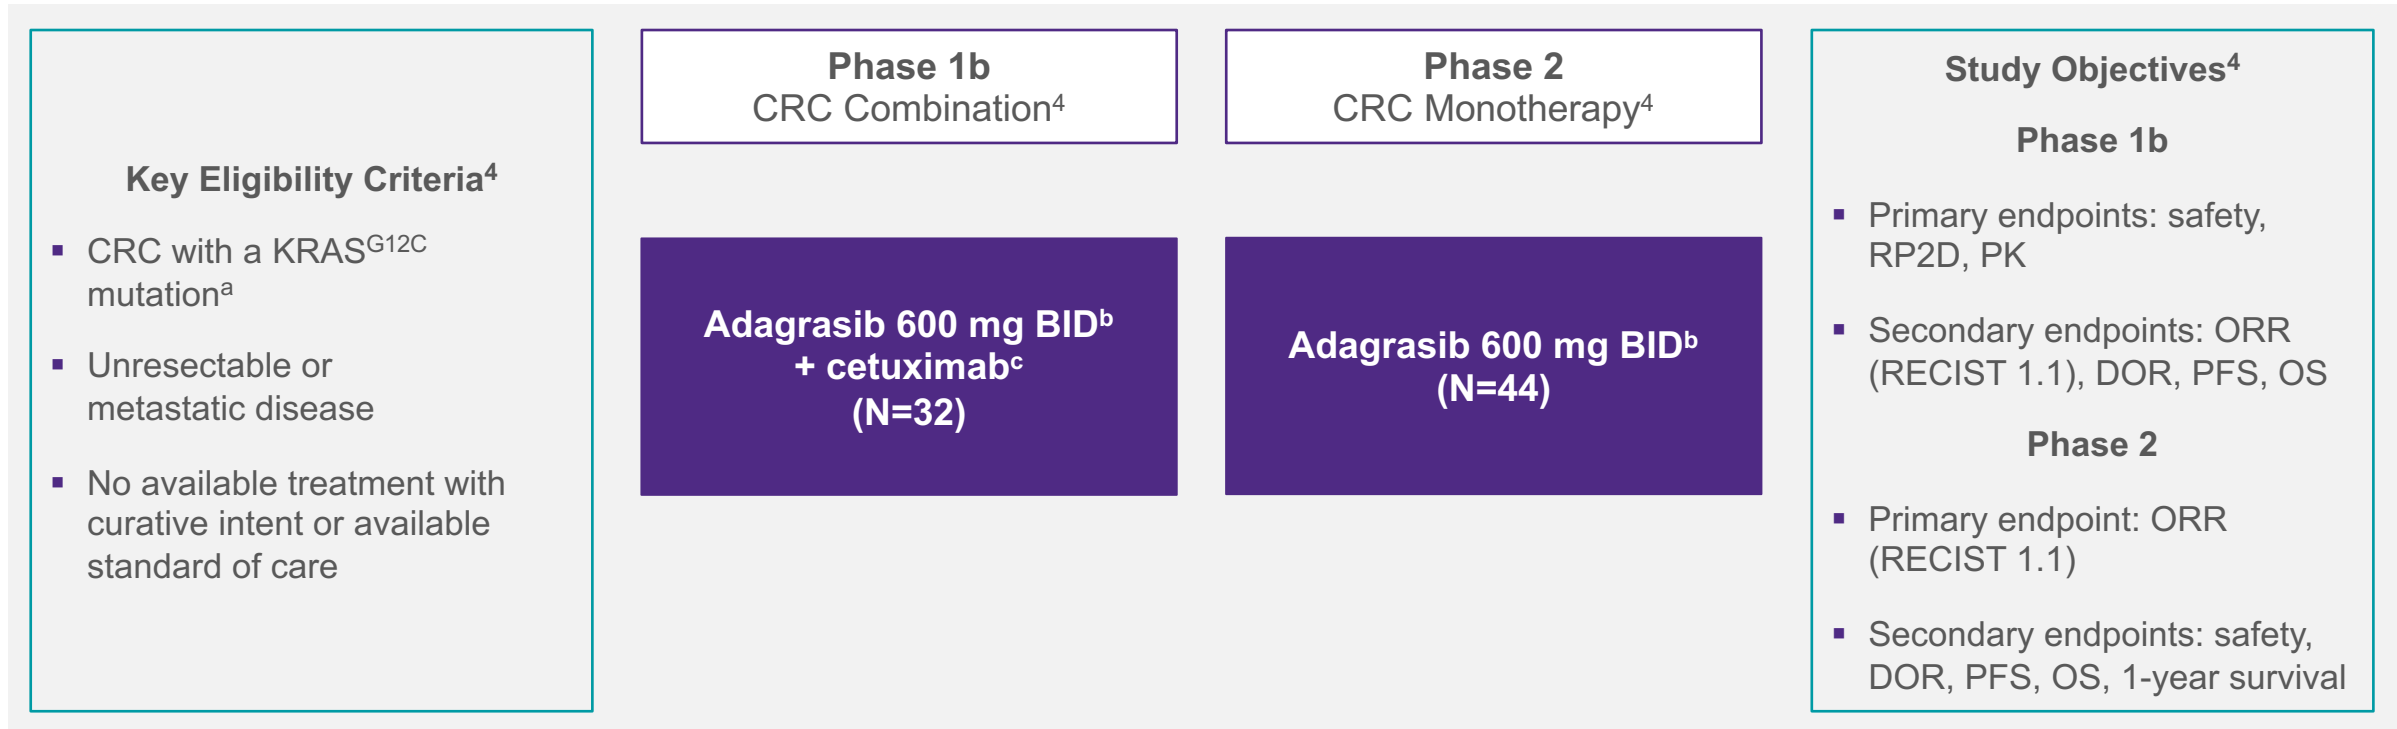 Key Eligibility Criteria⁴
▪ CRC with a KRASᴳ¹²ꟲ
mutationᵃ
▪ Unresectable or
metastatic disease
▪ No available treatment with
curative intent or available
standard of care
Phase 1b
CRC Combination⁴
Adagrasib 600 mg BIDᵇ
+ cetuximabᶜ
(N=32)
Phase 2
CRC Monotherapy⁴
Adagrasib 600 mg BIDᵇ
(N=44)
Study Objectives⁴
Phase 1b
▪ Primary endpoints: safety,
RP2D, PK
▪ Secondary endpoints: ORR
(RECIST 1.1), DOR, PFS, OS
Phase 2
▪ Primary endpoint: ORR
(RECIST 1.1)
▪ Secondary endpoints: safety,
DOR, PFS, OS, 1-year survival